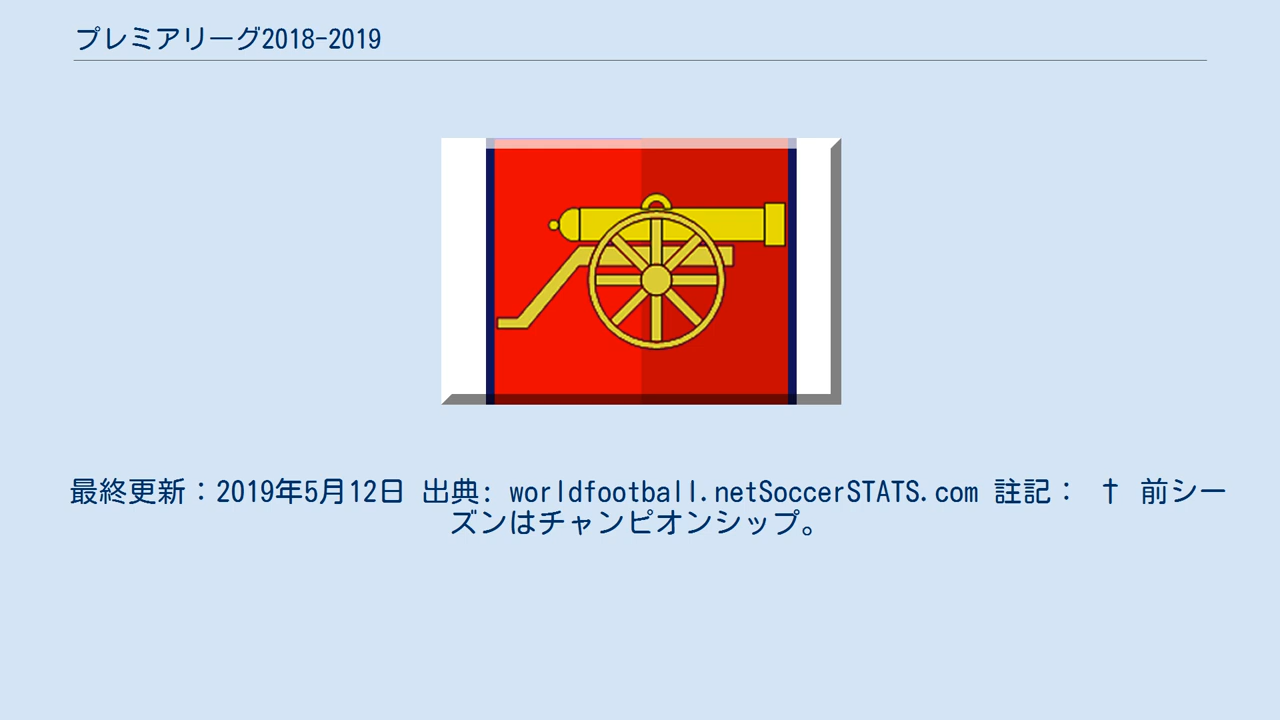 プレミアリーグ2018-2019
最終更新：2019年5月12日 出典: worldfootball.netSoccerSTATS.com 註記： † 前シー
ズンはチャンピオンシップ。